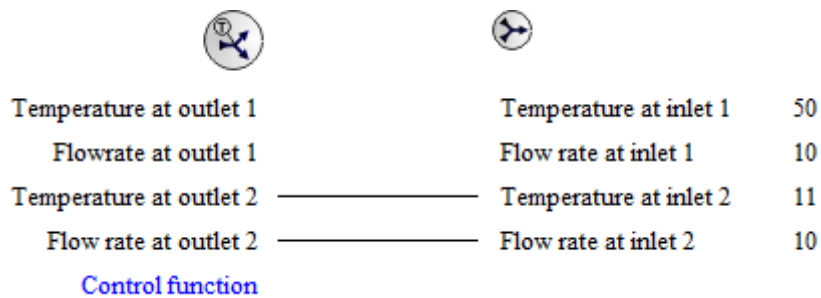 T
Temperature at outlet 1 Temperature at inlet 1 50
Flowrate at outlet 1 Flow rate at inlet 1 10
Temperature at outlet 2 Temperature at inlet 2 11
Flow rate at outlet 2 Flow rate at inlet 2 10
Control function